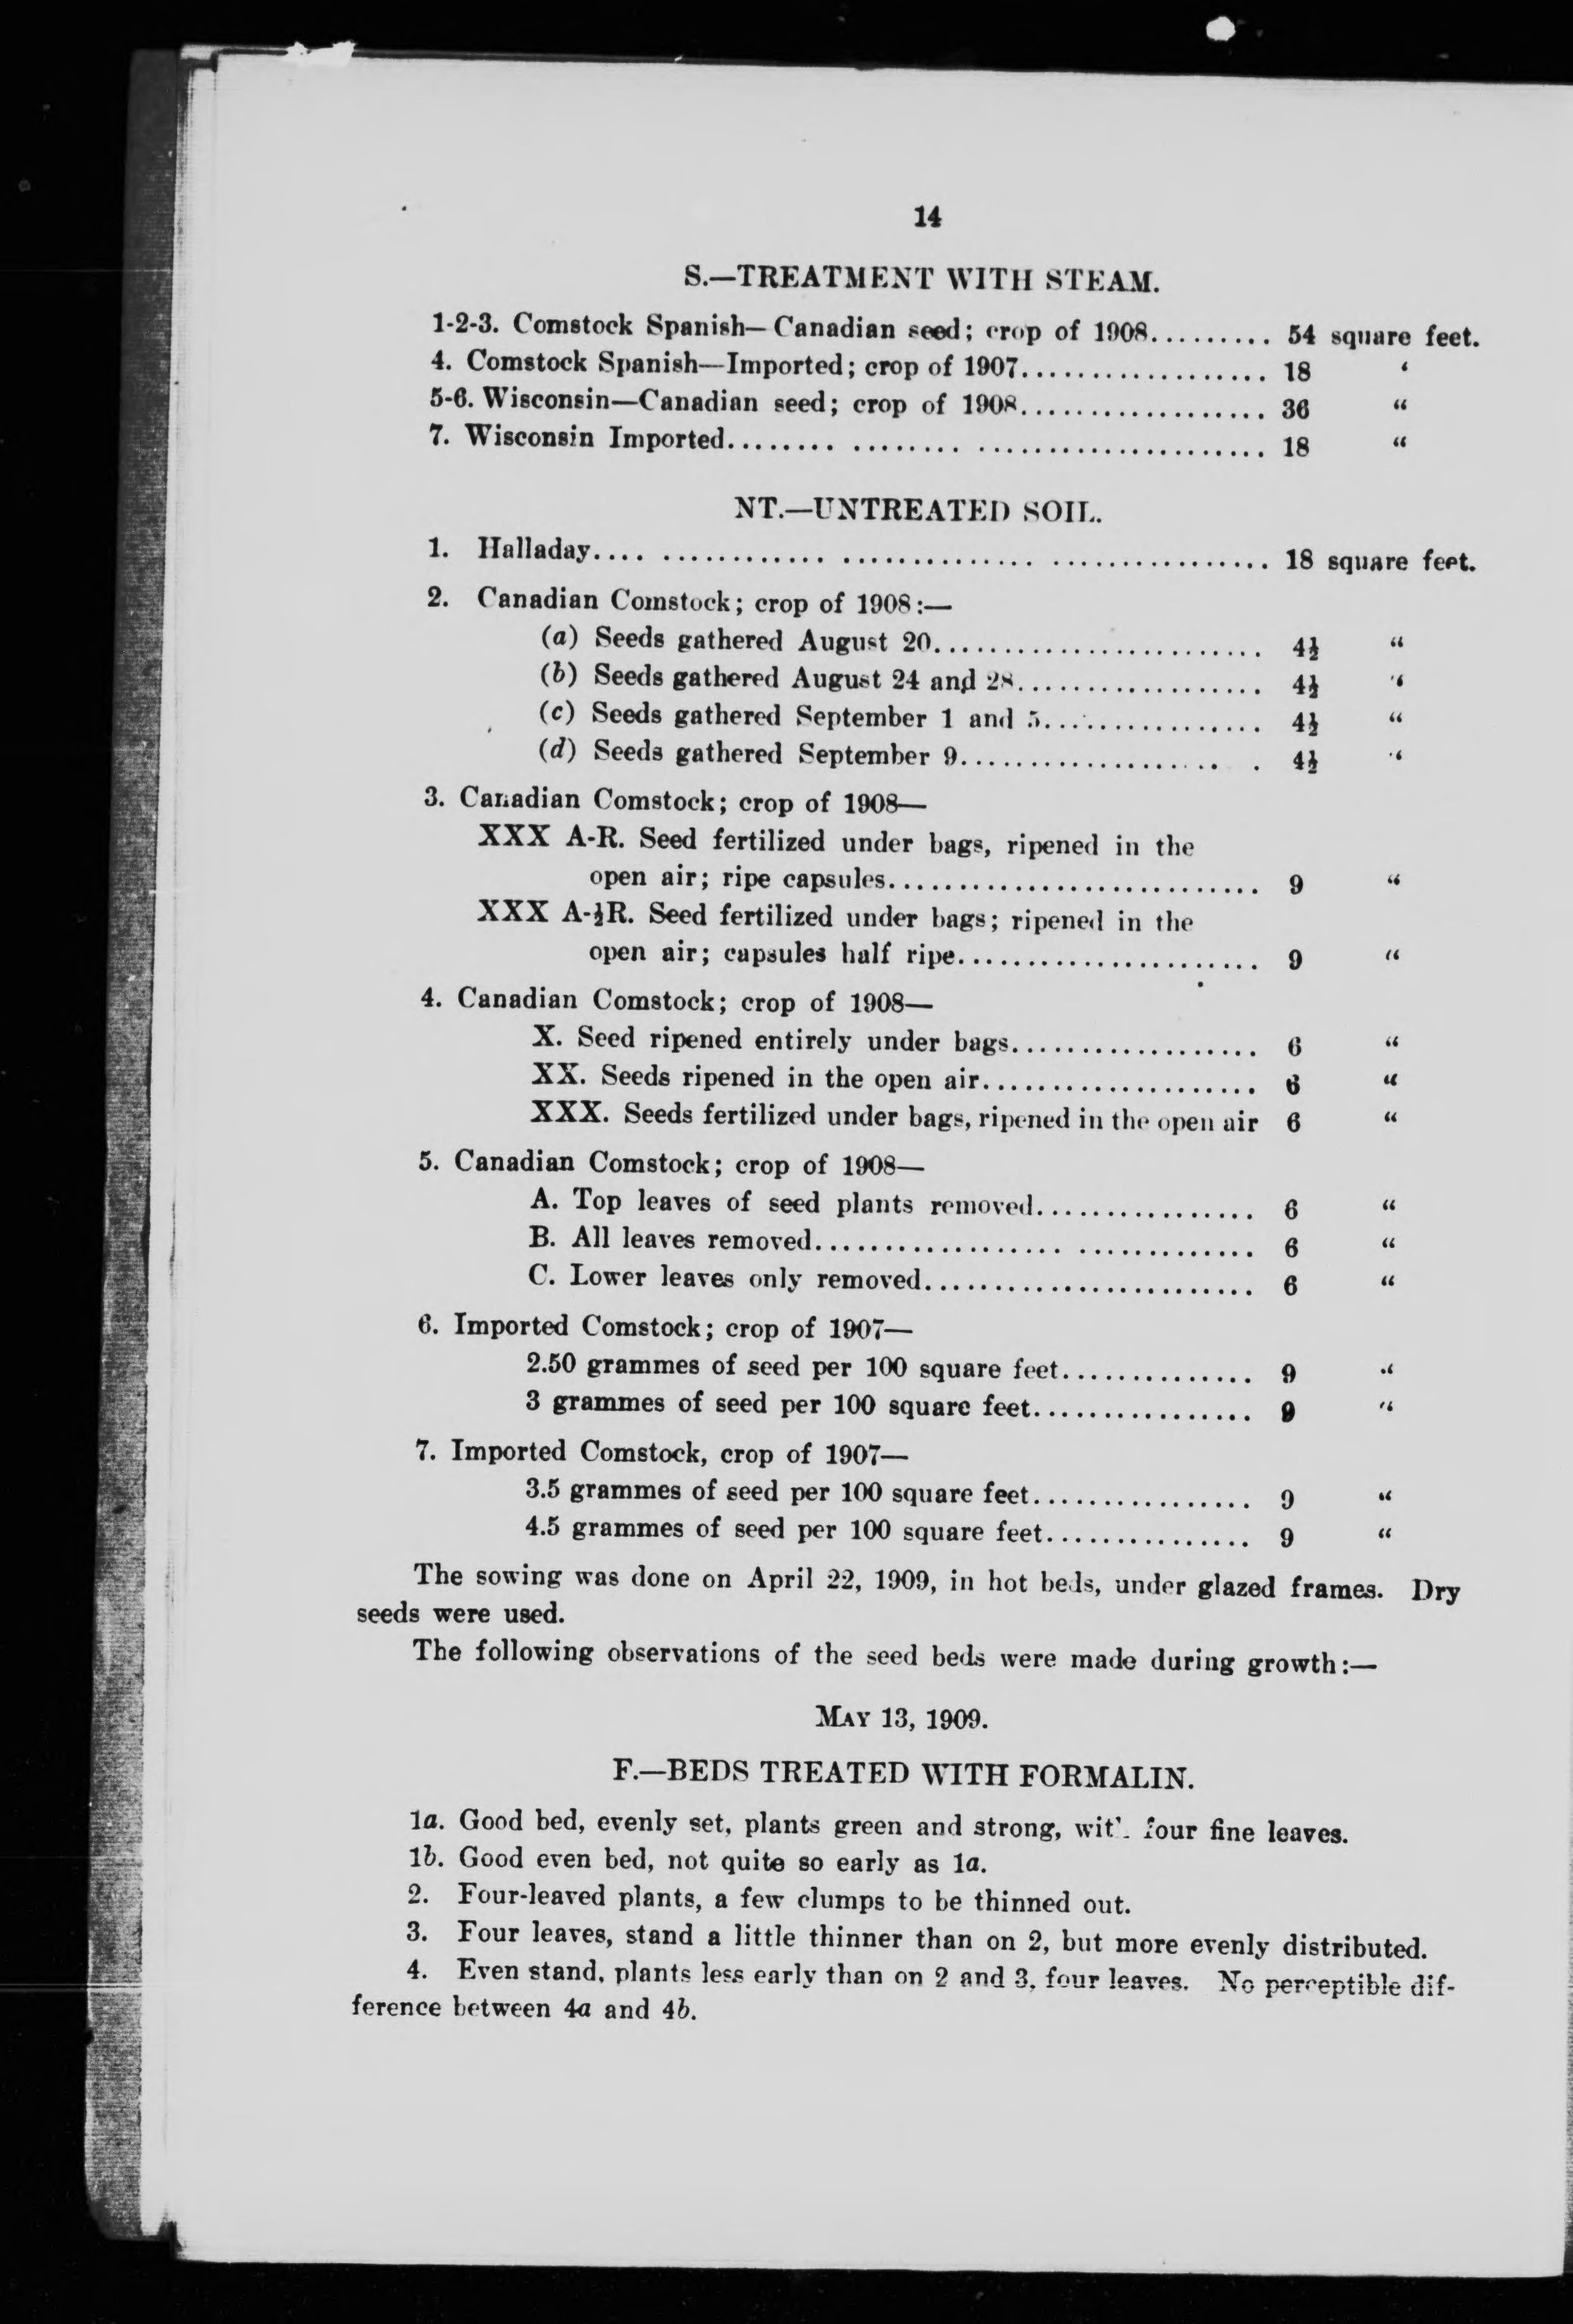 14
S.—TREATMENT WITH STEAM.
1-2-3. Comstock Spanish—Canadian seed; crop of 1908.......... 54 square feet.
4. Comstock Spanish—Imported; crop of 1907.................. 18 "
5-6. Wisconsin—Canadian seed; crop of 1908.................. 36 "
7. Wisconsin Imported........ ........ ..................... 18 "
NT.—UNTREATED SOIL.
1. Halladay.... ............ .............. ................ 18 square feet.
2. Canadian Comstock; crop of 1908:—
(a) Seeds gathered August 20........................ 4½ "
(b) Seeds gathered August 24 and 28.................. 4½ "
(c) Seeds gathered September 1 and 5................ 4½ "
(d) Seeds gathered September 9................... . 4½ "
3. Canadian Comstock; crop of 1908—
XXX A-R. Seed fertilized under bags, ripened in the
open air; ripe capsules........................... 9 "
XXX A-½R. Seed fertilized under bags; ripened in the
open air; capsules half ripe...................... 9 "
4. Canadian Comstock; crop of 1908—
X. Seed ripened entirely under bags.................. 6 "
XX. Seeds ripened in the open air.................... 6 "
XXX. Seeds fertilized under bags, ripened in the open air 6 "
5. Canadian Comstock; crop of 1908—
A. Top leaves of seed plants removed................ 6 "
B. All leaves removed.................. ............. 6 "
C. Lower leaves only removed........................ 6 "
6. Imported Comstock; crop of 1907—
2.50 grammes of seed per 100 square feet.............. 9 "
3 grammes of seed per 100 square feet................ 9 "
7. Imported Comstock, crop of 1907—
3.5 grammes of seed per 100 square feet................ 9 "
4.5 grammes of seed per 100 square feet............... 9 "
The sowing was done on April 22, 1909, in hot beds, under glazed frames. Dry
seeds were used.
The following observations of the seed beds were made during growth:—
MAY 13, 1909.
F.—BEDS TREATED WITH FORMALIN.
1a. Good bed, evenly set, plants green and strong, with four fine leaves.
1b. Good even bed, not quite so early as 1a.
2. Four-leaved plants, a few clumps to be thinned out.
3. Four leaves, stand a little thinner than on 2, but more evenly distributed.
4. Even stand, plants less early than on 2 and 3, four leaves. No perceptible dif-
ference between 4a and 4b.